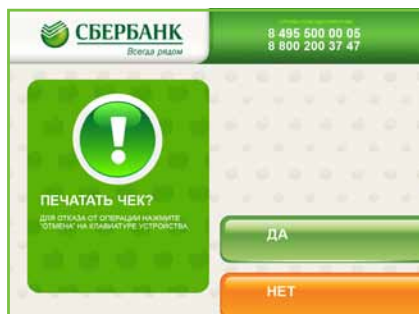 СБЕРБАНК
Всегда рядом
8 495 500 00 05
8 800 200 37 47
ПЕЧАТАТЬ ЧЕК?
ДЛЯ ОТКАЗА ОТ ОПЕРАЦИИ НАЖМИТЕ
"ОТМЕНА" НА КЛАВИАТУРЕ УСТРОЙСТВА
ДА
НЕТ